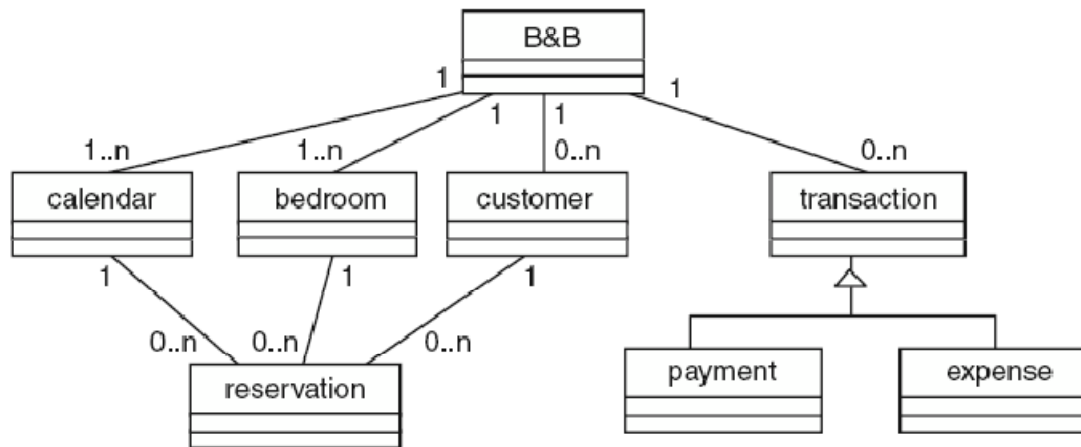 B&B
1 1 1 1
1..n 1..n 0..n 0..n
calendar bedroom customer transaction
1 1 1
0..n 0..n 0..n
reservation payment expense